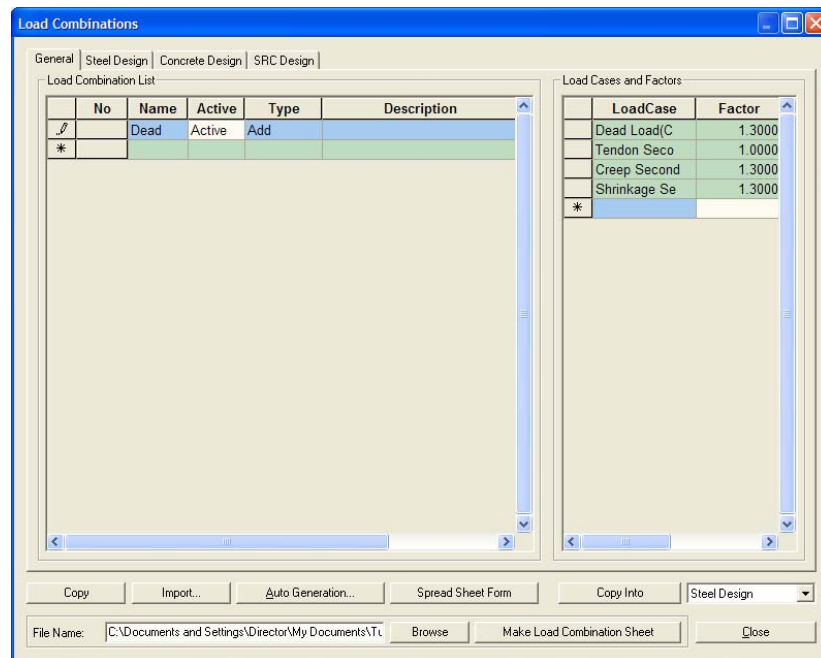 Load Combinations
General Steel Design Concrete Design SRC Design
Load Combination List
No Name Active Type Description
Dead Active Add
*
Load Cases and Factors
LoadCase Factor
Dead Load(C 1.3000
Tendon Seco 1.0000
Creep Second 1.3000
Shrinkage Se 1.3000
*
Copy Import... Auto Generation... Spread Sheet Form Copy Into Steel Design
File Name: C:\Documents and Settings\Director\My Documents\Tu Browse Make Load Combination Sheet Close